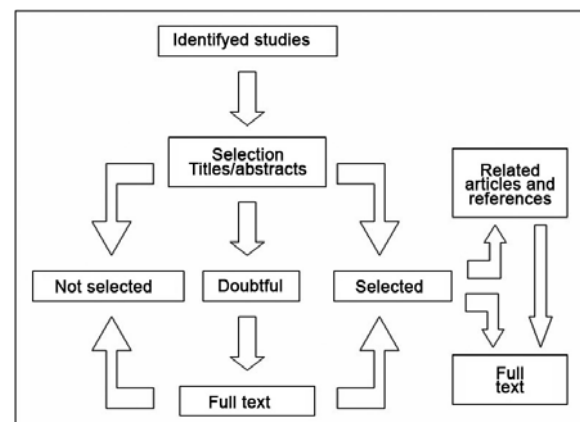 Identifyed studies
Selection
Titles/abstracts
Related
articles and
references
Not selected
Doubtful
Selected
Full text
Full
text